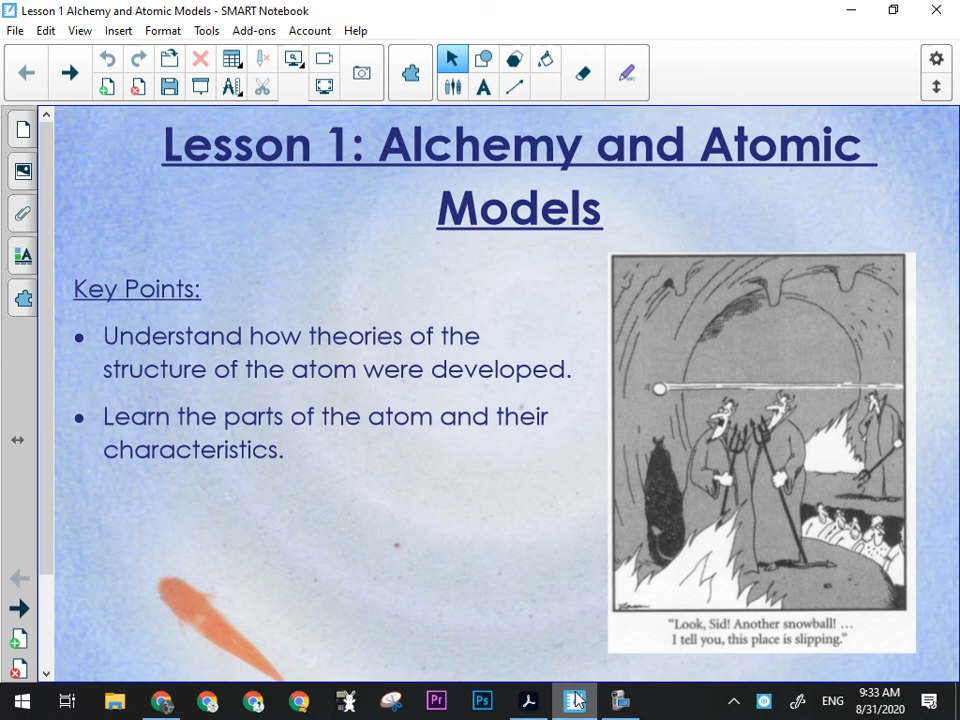 Lesson 1 Alchemy and Atomic Models - SMART Notebook
File Edit View Insert Format Tools Add-ons Account Help
Lesson 1: Alchemy and Atomic
Models
Key Points:
• Understand how theories of the
structure of the atom were developed.
• Learn the parts of the atom and their
characteristics.
"Look, Sid! Another snowball! ...
I tell you, this place is slipping."
Pr Ps
ENG
9:33 AM
8/31/2020